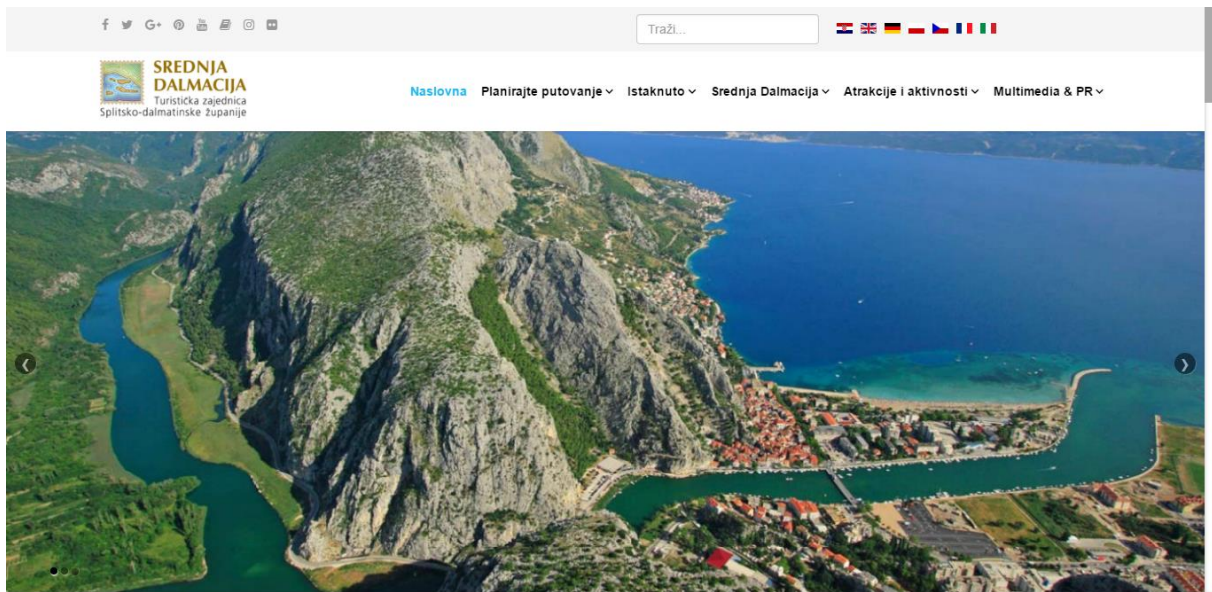 Traži...
SREDNJA
DALMACIJA
Turistička zajednica
Splitsko-dalmatinske županije
Naslovna Planirajte putovanje Istaknuto Srednja Dalmacija Atrakcije i aktivnosti Multimedia & PR